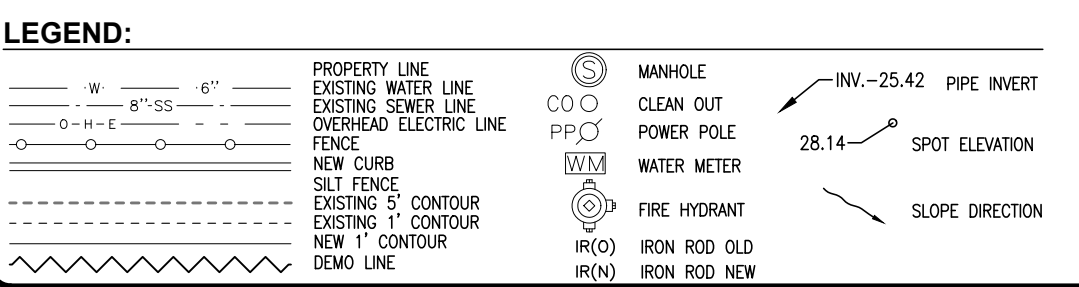 LEGEND:
PROPERTY LINE
·W· ·6'' EXISTING WATER LINE
8''-SS EXISTING SEWER LINE
O-H-E OVERHEAD ELECTRIC LINE
FENCE
NEW CURB
SILT FENCE
EXISTING 5' CONTOUR
EXISTING 1' CONTOUR
NEW 1' CONTOUR
DEMO LINE
S MANHOLE
CO CLEAN OUT
PP POWER POLE
WM WATER METER
FIRE HYDRANT
IR(O) IRON ROD OLD
IR(N) IRON ROD NEW
INV.-25.42 PIPE INVERT
28.14 SPOT ELEVATION
SLOPE DIRECTION